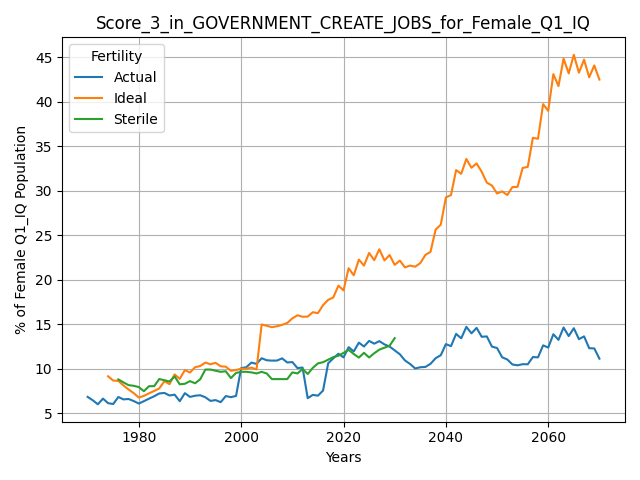 Score_3_in_GOVERNMENT_CREATE_JOBS_for_Female_Q1_IQ
Fertility
Actual
Ideal
Sterile
% of Female Q1_IQ Population
45
40
35
30
25
20
15
10
5
1980 2000 2020 2040 2060
Years